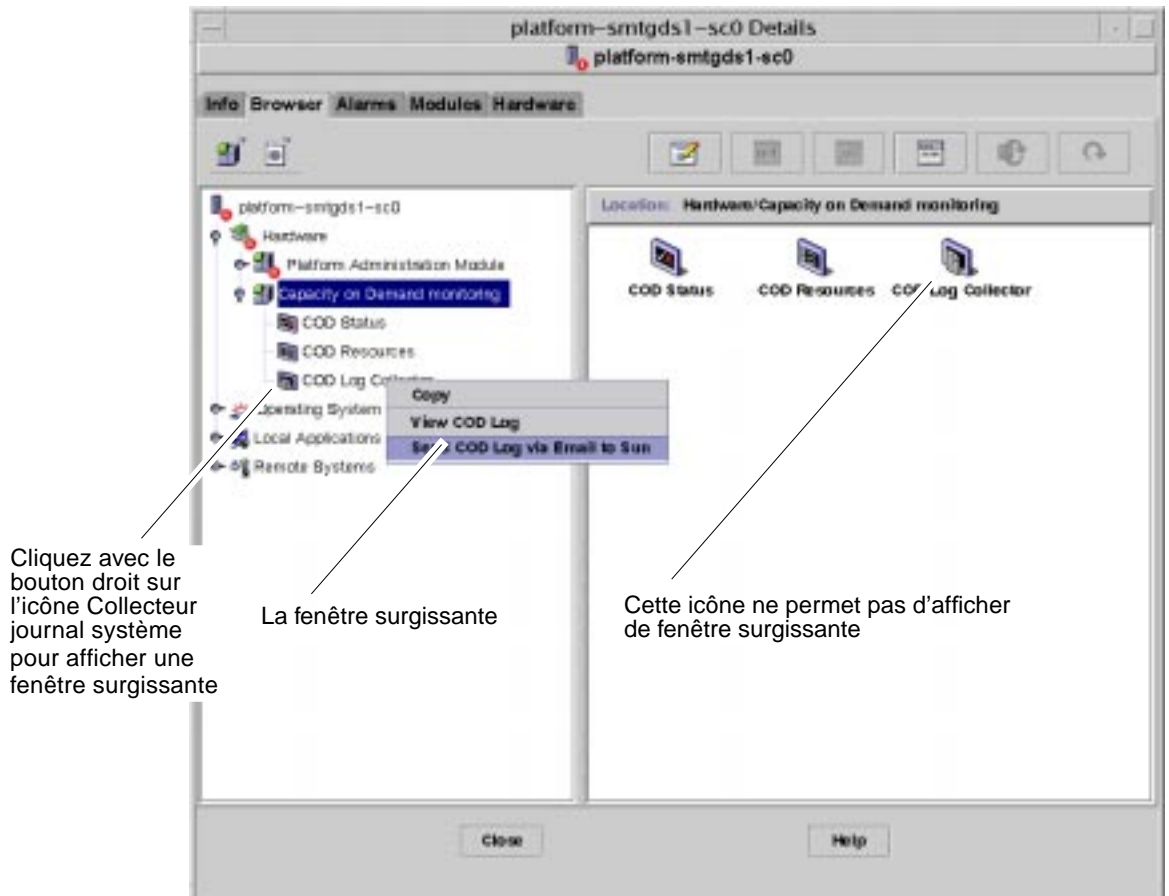 platform-smtgds1-sc0 Details
platform-smtgds1-sc0
Info Browser Alarms Modules Hardware
platform-smtgds1-sc0
Hardware
Platform Administration Module
Capacity on Demand monitoring
COD Status
COD Resources
COD Log Collector
Operating System
Local Applications
Remote Systems
Copy
View COD Log
Send COD Log via Email to Sun
Location: Hardware/Capacity on Demand monitoring
COD Status COD Resources COD Log Collector
Cliquez avec le
bouton droit sur
l’icône Collecteur
journal système
pour afficher une
fenêtre surgissante
La fenêtre surgissante
Cette icône ne permet pas d’afficher
de fenêtre surgissante
Close Help